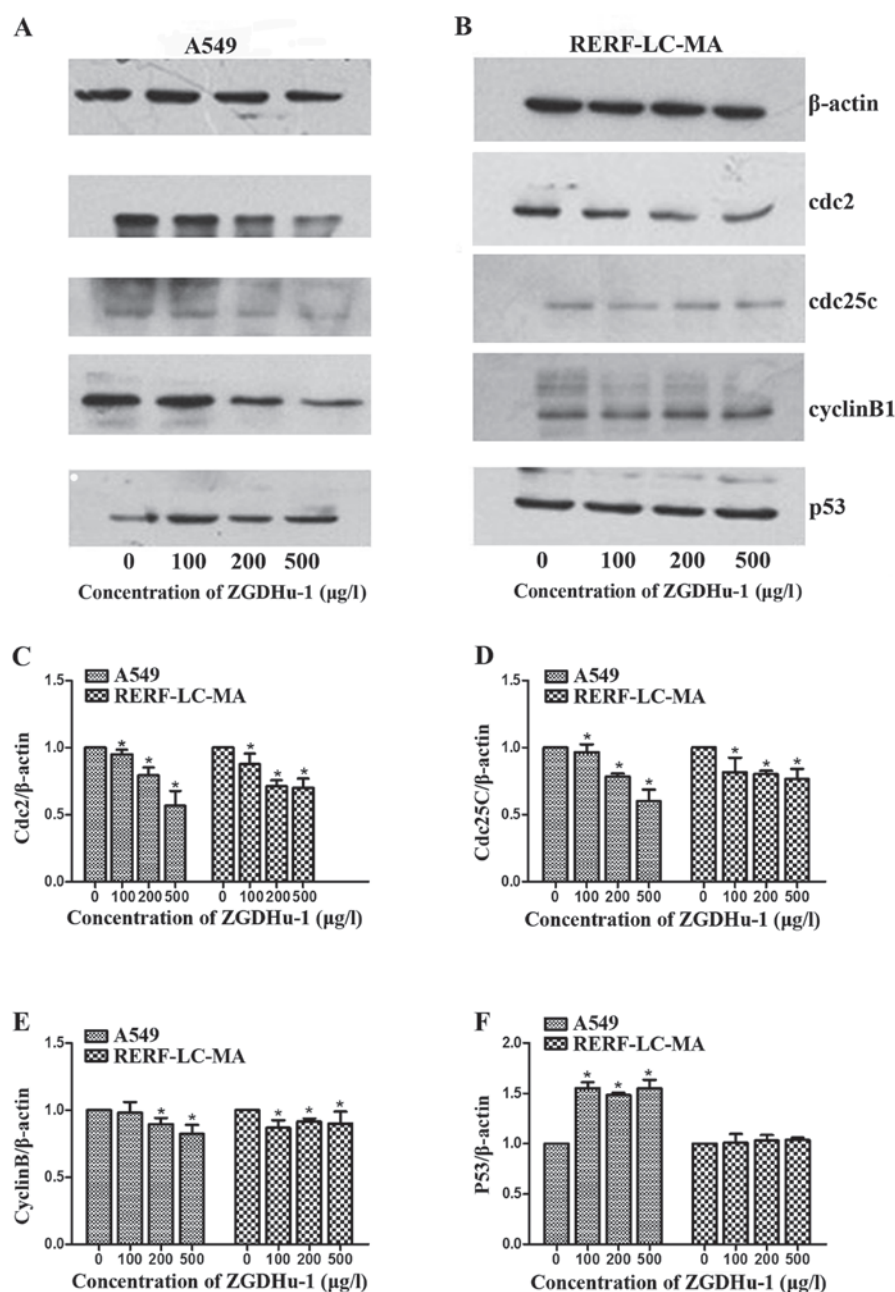 A
B
A549
RERF-LC-MA
β-actin
cdc2
cdc25c
cyclinB1
p53
0 100 200 500
Concentration of ZGDHu-1 (µg/l)
0 100 200 500
Concentration of ZGDHu-1 (µg/l)
C
A549
RERF-LC-MA
Cdc2/β-actin
1.5
1.0
0.5
0.0
* * * * * *
0 100 200 500 0 100 200 500
Concentration of ZGDHu-1 (µg/l)
D
A549
RERF-LC-MA
Cdc25C/β-actin
1.5
1.0
0.5
0.0
* * * * * *
0 100 200 500 0 100 200 500
Concentration of ZGDHu-1 (µg/l)
E
A549
RERF-LC-MA
CyclinB/β-actin
1.5
1.0
0.5
0.0
* * * * *
0 100 200 500 0 100 200 500
Concentration of ZGDHu-1 (µg/l)
F
A549
RERF-LC-MA
P53/β-actin
2.0
1.5
1.0
0.5
0.0
* * *
0 100 200 500 0 100 200 500
Concentration of ZGDHu-1 (µg/l)